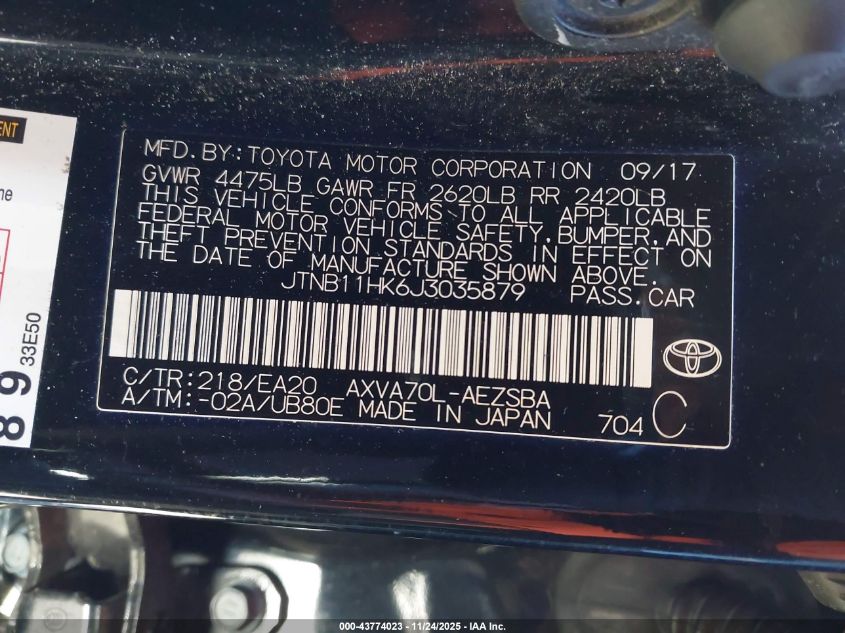 MFD.BY:TOYOTA MOTOR CORPORATION 09/17
GVWR 4475LB GAWR FR 2620LB RR 2420LB
THIS VEHICLE CONFORMS TO ALL APPLICABLE
FEDERAL MOTOR VEHICLE SAFETY,BUMPER,AND
THEFT PREVENTION STANDARDS IN EFFECT ON
THE DATE OF MANUFACTURE SHOWN ABOVE.
JTNB11HK6J3035879 PASS.CAR
C/TR:218/EA20 AXVA70L-AEZSBA
A/TM:-02A/UB80E MADE IN JAPAN 704 C
89
33E50
000-43774023 - 11/24/2025 - IAA Inc.